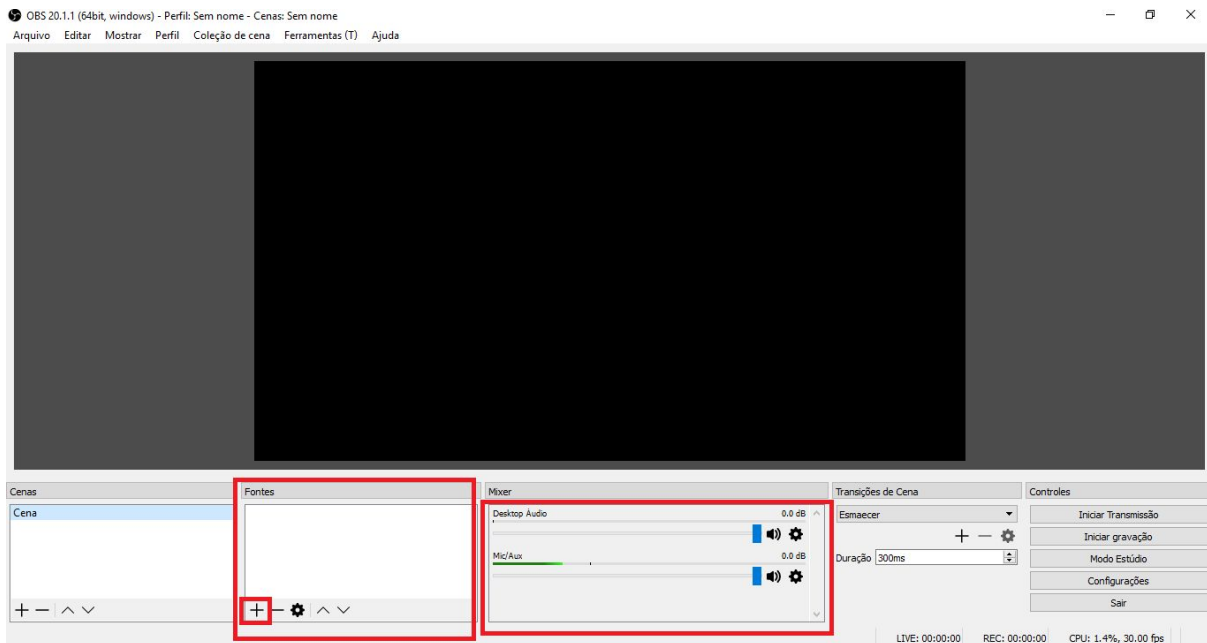 OBS 20.1.1 (64bit, windows) - Perfil: Sem nome - Cenas: Sem nome
Arquivo Editar Mostrar Perfil Coleção de cena Ferramentas (T) Ajuda
Cenas
Cena
Fontes
Mixer
Desktop Áudio 0.0 dB
Mic/Aux 0.0 dB
Transições de Cena
Esmaecer
Duração 300ms
Controles
Iniciar Transmissão
Iniciar gravação
Modo Estúdio
Configurações
Sair
LIVE: 00:00:00 REC: 00:00:00 CPU: 1.4%, 30.00 fps